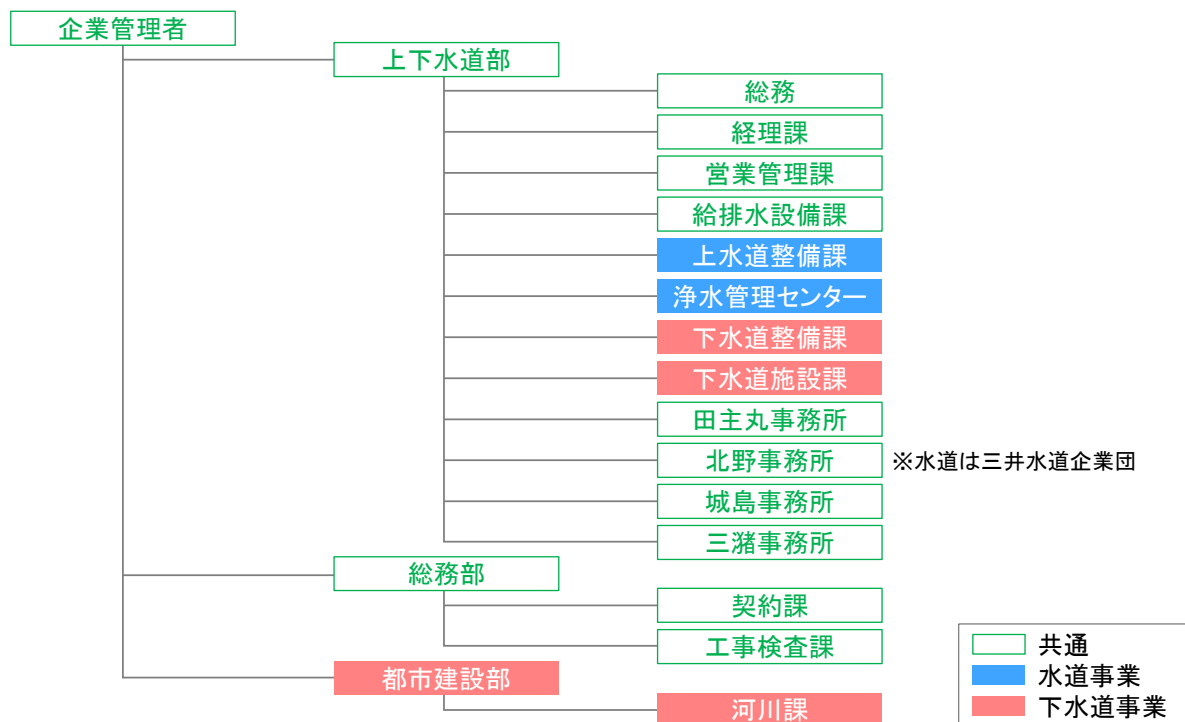 企業管理者
上下水道部
総務
経理課
営業管理課
給排水設備課
上水道整備課
浄水管理センター
下水道整備課
下水道施設課
田主丸事務所
北野事務所 ※水道は三井水道企業団
城島事務所
三潴事務所
総務部
契約課
工事検査課
都市建設部
河川課
共通
水道事業
下水道事業